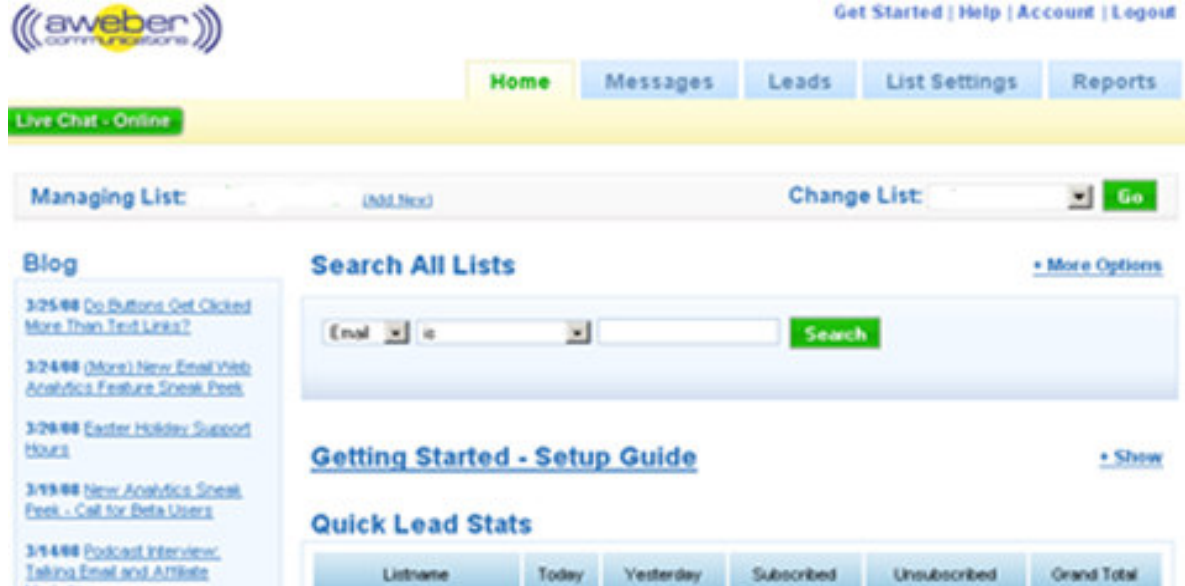 aweber
communications
Get Started | Help | Account | Logout
Home Messages Leads List Settings Reports
Live Chat - Online
Managing List: (Add New) Change List: Go
Blog
3/25/08 Do Buttons Get Clicked
More Than Text Links?
3/24/08 (More) New Email Web
Analytics Feature Sneak Peek
3/20/08 Easter Holiday Support
Hours
3/19/08 New Analytics Sneak
Peek - Call for Beta Users
3/14/08 Podcast Interview:
Talking Email and Affiliate
Search All Lists
+ More Options
Email is Search
Getting Started - Setup Guide
+ Show
Quick Lead Stats
Listname Today Yesterday Subscribed Unsubscribed Grand Total